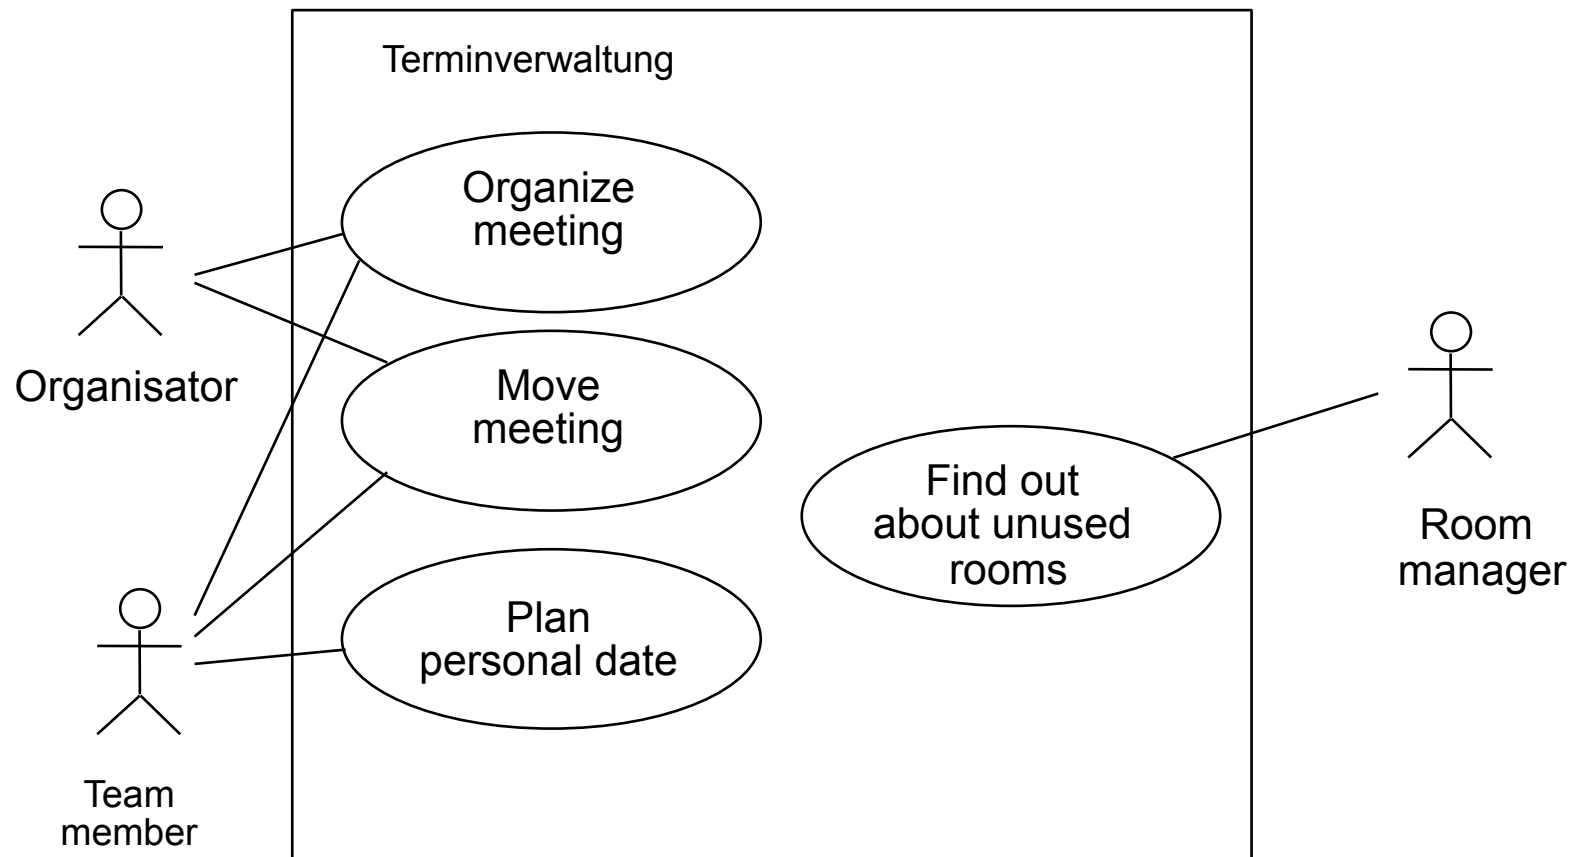 Terminverwaltung
Organize
meeting
Organisator
Move
meeting
Find out
about unused
rooms
Room
manager
Plan
personal date
Team
member